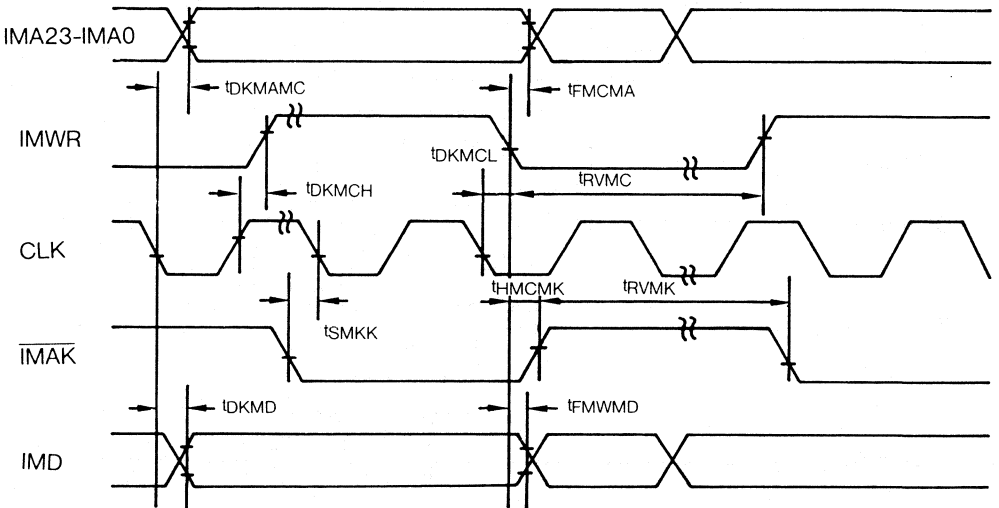 IMA23-IMA0
tDKMAMC
tFMCMA
IMWR
tDKMCL
tDKMCH
tRVMC
CLK
tHMCMK
tRVMK
tSMKK
IMAK
tDKMD
tFMWMD
IMD